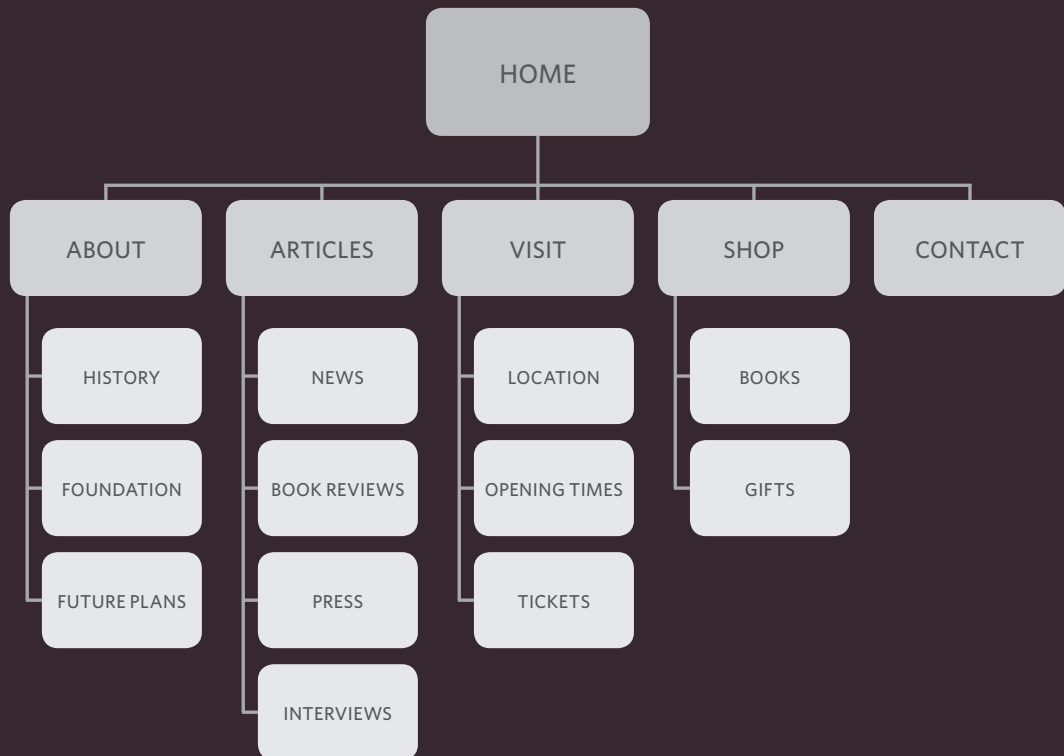 HOME
ABOUT
ARTICLES
VISIT
SHOP
CONTACT
HISTORY
NEWS
LOCATION
BOOKS
FOUNDATION
BOOK REVIEWS
OPENING TIMES
GIFTS
FUTURE PLANS
PRESS
TICKETS
INTERVIEWS